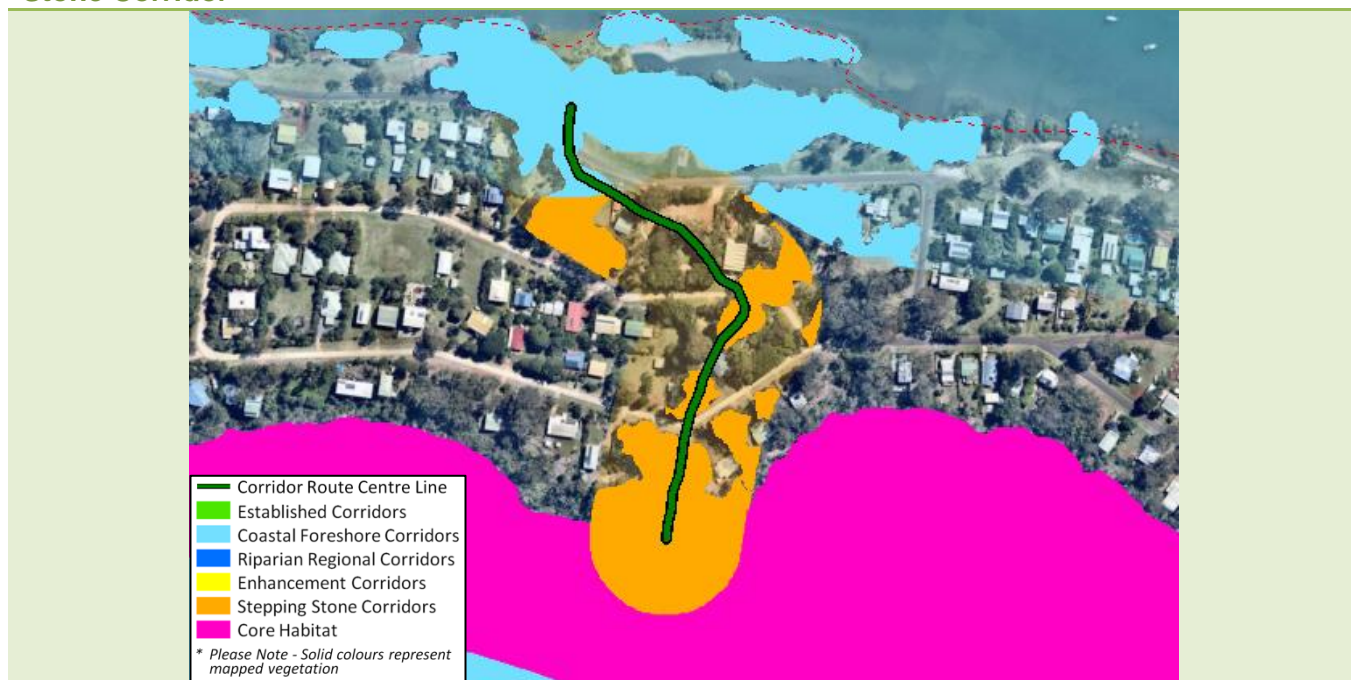 Corridor Route Centre Line
Established Corridors
Coastal Foreshore Corridors
Riparian Regional Corridors
Enhancement Corridors
Stepping Stone Corridors
Core Habitat
* Please Note - Solid colours represent
mapped vegetation